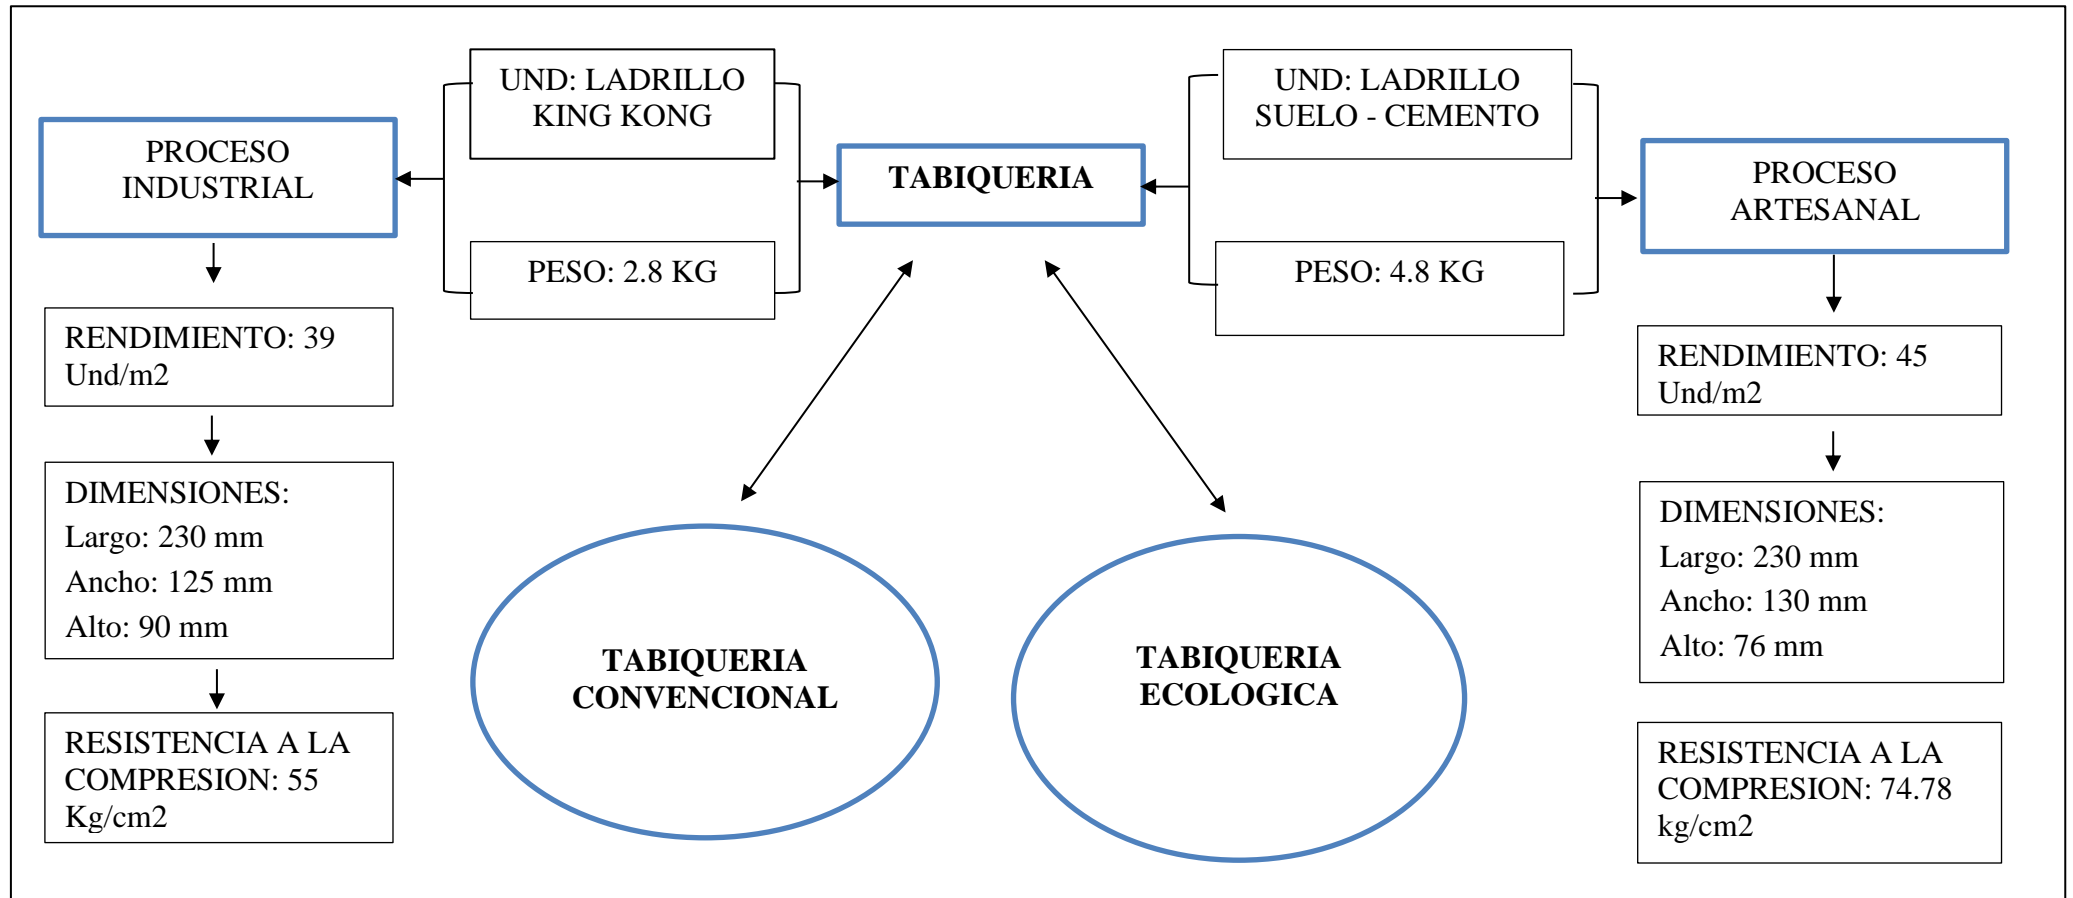 UND: LADRILLO
KING KONG
UND: LADRILLO
SUELO - CEMENTO
PROCESO
INDUSTRIAL
TABIQUERIA
PROCESO
ARTESANAL
PESO: 2.8 KG
PESO: 4.8 KG
RENDIMIENTO: 39
Und/m2
RENDIMIENTO: 45
Und/m2
DIMENSIONES:
Largo: 230 mm
Ancho: 125 mm
Alto: 90 mm
DIMENSIONES:
Largo: 230 mm
Ancho: 130 mm
Alto: 76 mm
TABIQUERIA
CONVENCIONAL
TABIQUERIA
ECOLOGICA
RESISTENCIA A LA
COMPRESION: 55
Kg/cm2
RESISTENCIA A LA
COMPRESION: 74.78
kg/cm2